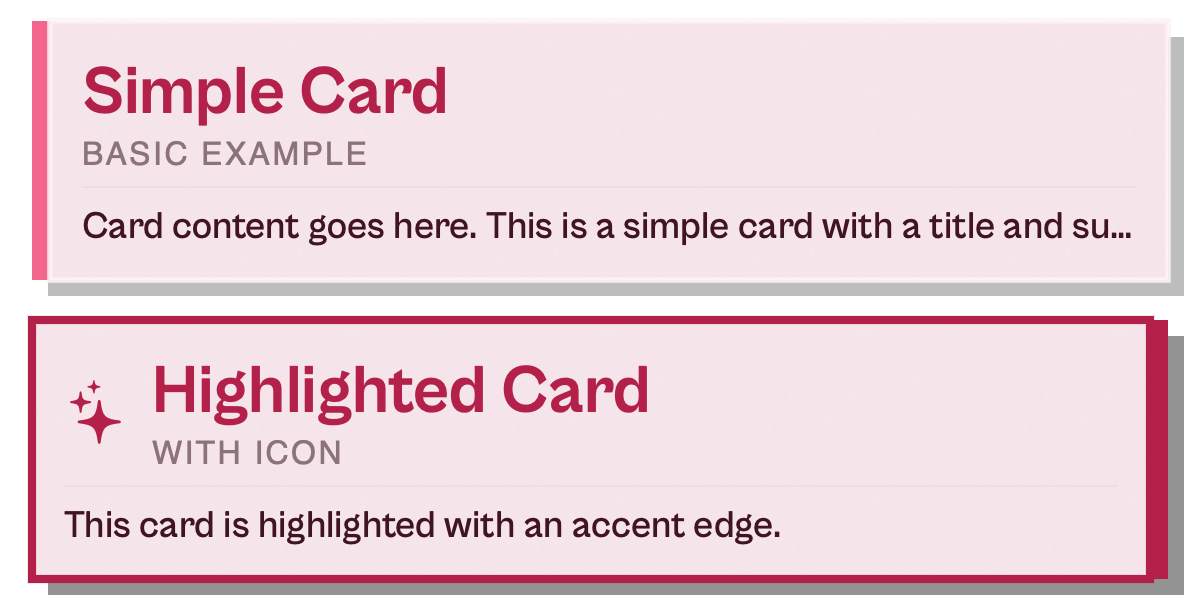 Simple Card
BASIC EXAMPLE
Card content goes here. This is a simple card with a title and su...
Highlighted Card
WITH ICON
This card is highlighted with an accent edge.